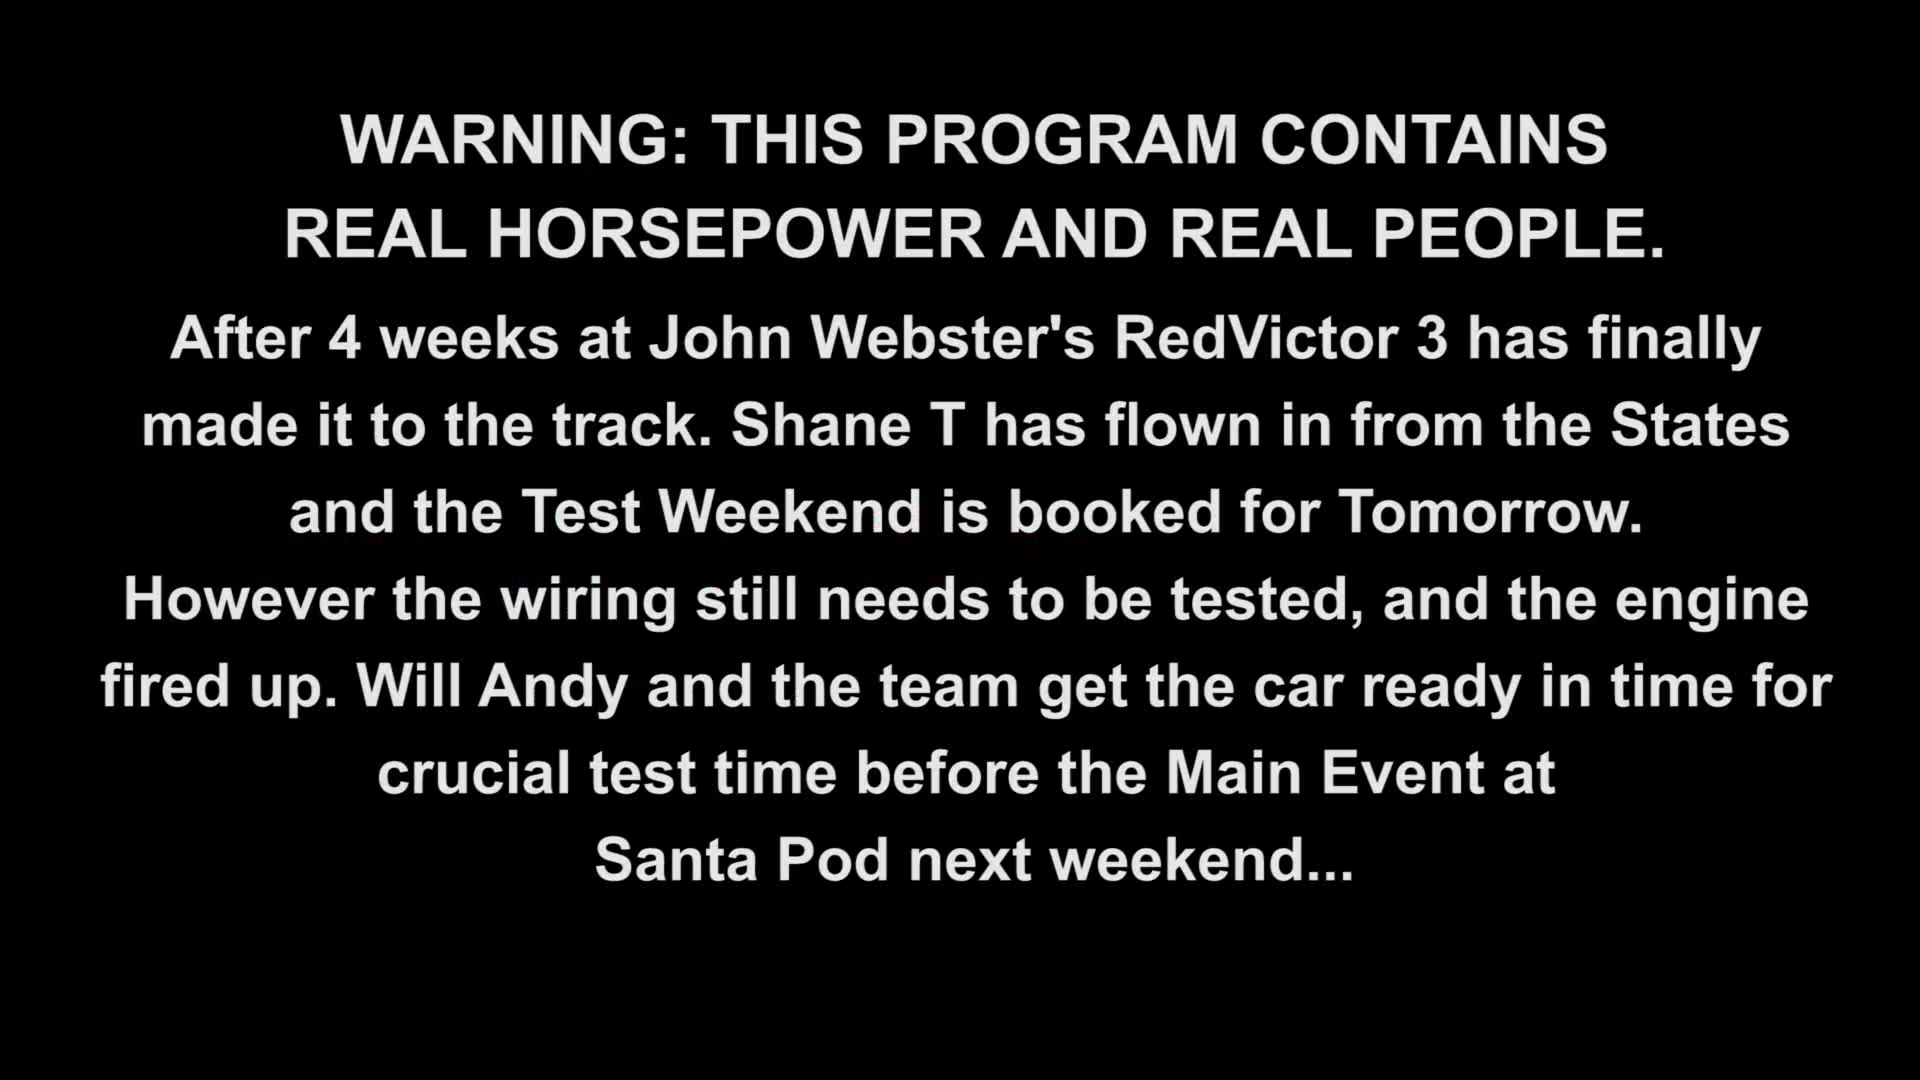 WARNING: THIS PROGRAM CONTAINS
REAL HORSEPOWER AND REAL PEOPLE.
After 4 weeks at John Webster's RedVictor 3 has finally
made it to the track. Shane T has flown in from the States
and the Test Weekend is booked for Tomorrow.
However the wiring still needs to be tested, and the engine
fired up. Will Andy and the team get the car ready in time for
crucial test time before the Main Event at
Santa Pod next weekend...